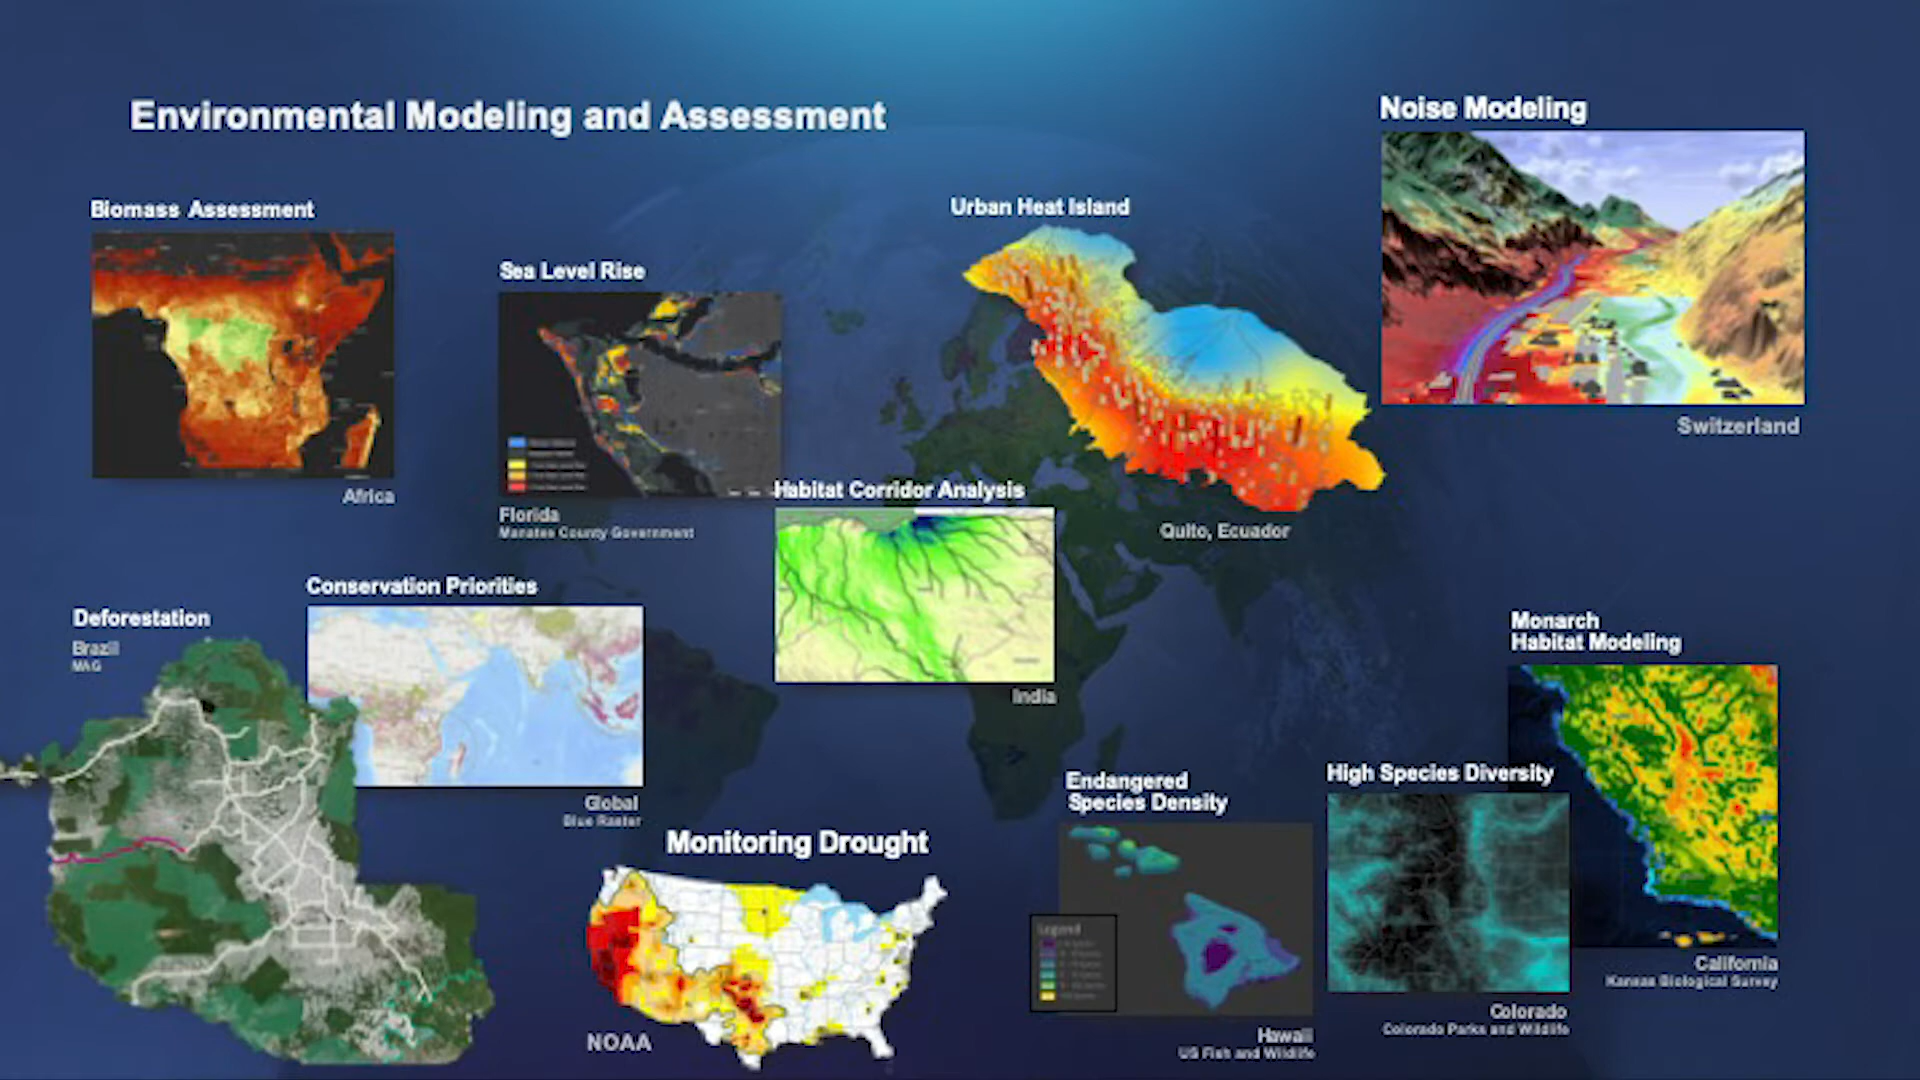 Environmental Modeling and Assessment
Noise Modeling
Switzerland
Biomass Assessment
Africa
Sea Level Rise
Florida
Manatee County Government
Urban Heat Island
Quito, Ecuador
Habitat Corridor Analysis
India
Conservation Priorities
Global
Blue Raster
Deforestation
Brazil
MAG
Monitoring Drought
NOAA
Endangered
Species Density
Legend
Hawaii
US Fish and Wildlife
High Species Diversity
Colorado
Colorado Parks and Wildlife
Monarch
Habitat Modeling
California
Kansas Biological Survey